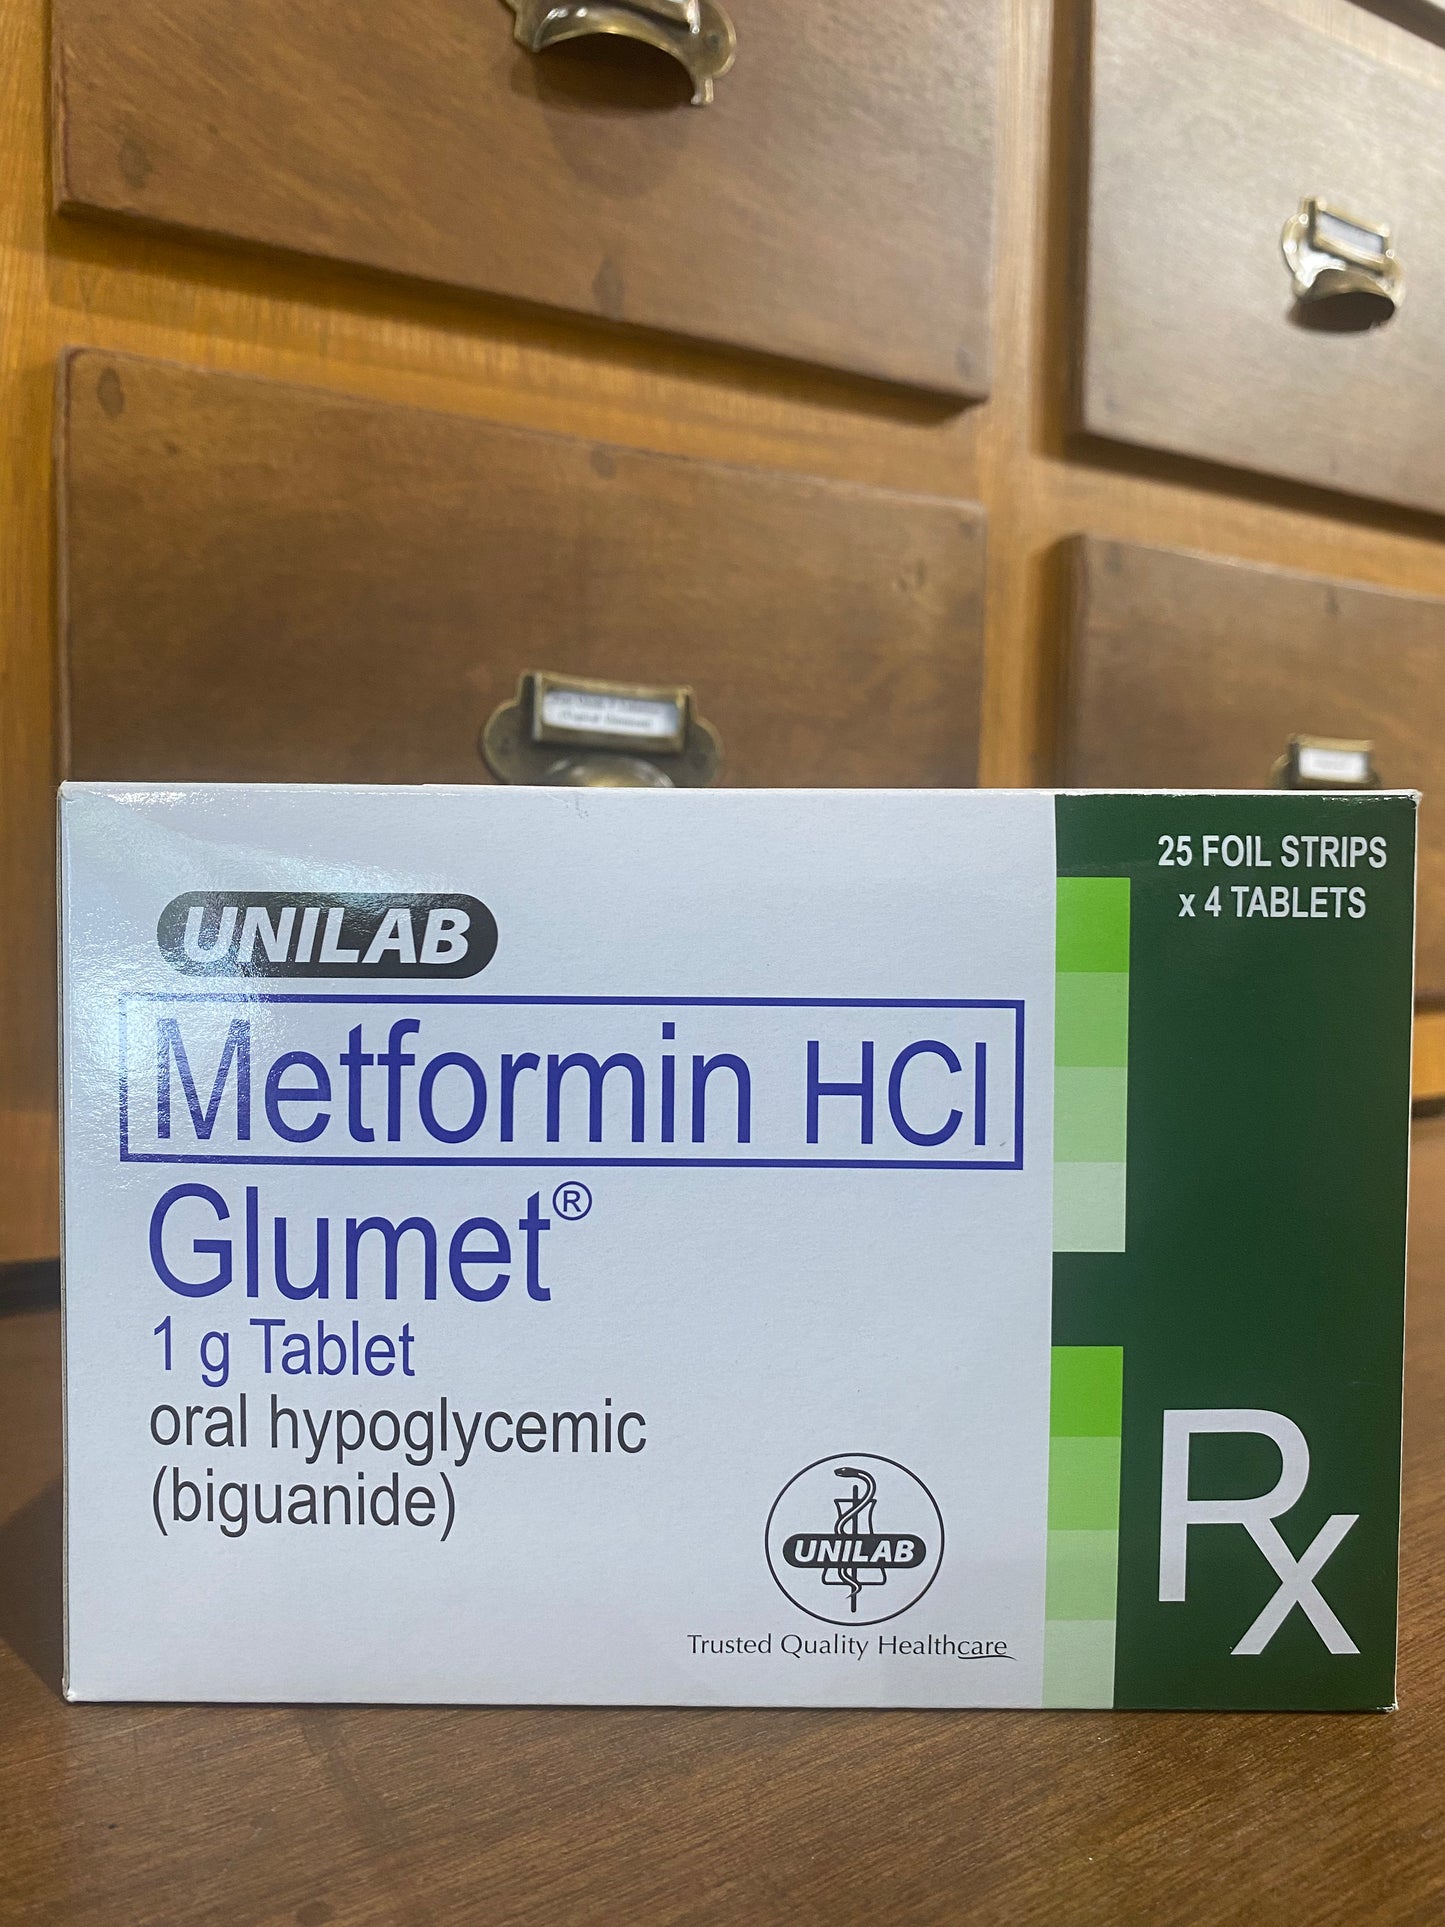 25 FOIL STRIPS
x 4 TABLETS
UNILAB
Metformin HCl
Glumet®
1 g Tablet
oral hypoglycemic
(biguanide)
UNILAB
Trusted Quality Healthcare
Rx